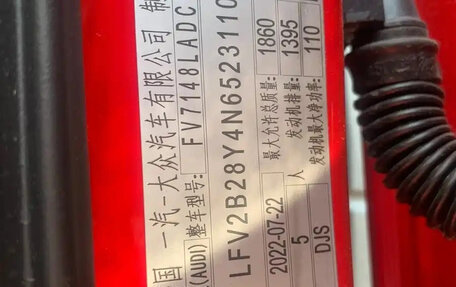 国 一汽-大众汽车有限公司 制
(AUDI) 整车型号: FV7148LADC
LFV2B28Y4N6523110
2022-07-22 最大允许总质量: 1860
5 人 发动机排量: 1395
DJS 发动机最大净功率: 110